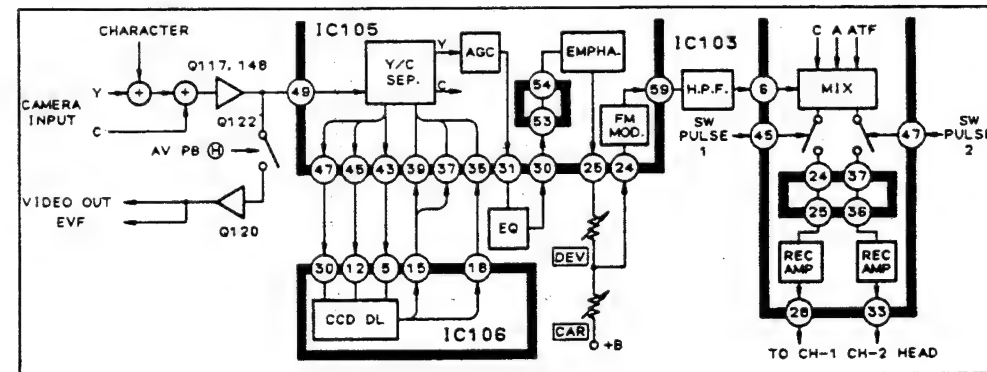 CHARACTER
IC105
Q117, 148
Y/C SEP.
Y
AGC
C
EMPHA.
54
53
FM MOD.
IC103
59
H.P.F.
6
C A ATF
MIX
CAMERA INPUT
Y
C
49
Q122
AV PB H
VIDEO OUT
EVF
Q120
SW PULSE 1
45
47
SW PULSE 2
47
45
43
39
37
35
31
30
25
24
EQ
DEV
CAR
+B
30
12
5
15
18
CCD DL
IC106
24
37
25
36
REC AMP
REC AMP
28
33
TO CH-1 CH-2 HEAD